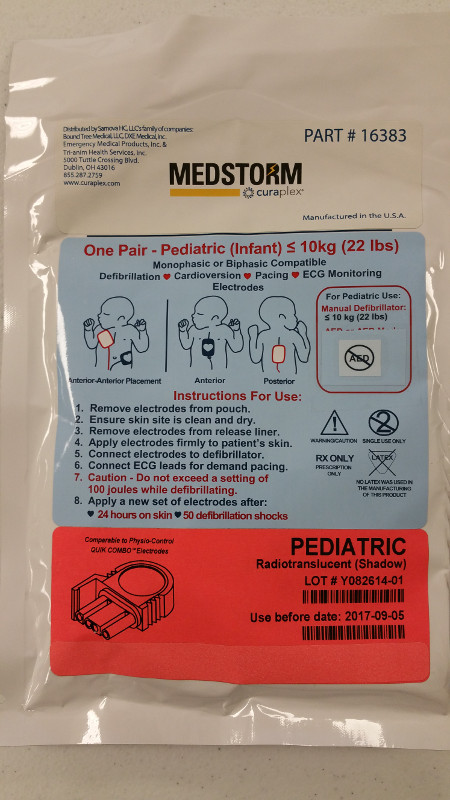 Distributed by Sarnova HC, LLC's family of companies:
Bound Tree Medical, LLC, DXE Medical, Inc.
Emergency Medical Products, Inc. &
Tri-anim Health Services, Inc.
5000 Tuttle Crossing Blvd.
Dublin, OH 43016
855.287.2759
www.curaplex.com
PART # 16383
MEDSTORM
curaplex
Manufactured in the U.S.A.
One Pair - Pediatric (Infant) ≤ 10kg (22 lbs)
Monophasic or Biphasic Compatible
Defibrillation ♥ Cardioversion ♥ Pacing ♥ ECG Monitoring
Electrodes
For Pediatric Use:
Manual Defibrillator:
≤ 10 kg (22 lbs)
AED
Anterior-Anterior Placement
Anterior
Posterior
Instructions For Use:
1. Remove electrodes from pouch.
2. Ensure skin site is clean and dry.
3. Remove electrodes from release liner.
4. Apply electrodes firmly to patient's skin.
5. Connect electrodes to defibrillator.
6. Connect ECG leads for demand pacing.
7. Caution - Do not exceed a setting of
100 joules while defibrillating.
8. Apply a new set of electrodes after:
♥ 24 hours on skin ♥ 50 defibrillation shocks
2
WARNING/CAUTION
SINGLE USE ONLY
RX ONLY
PRESCRIPTION
ONLY
LATEX
NO LATEX WAS USED IN
THE MANUFACTURING
OF THIS PRODUCT
Comparable to Physio-Control
QUIK COMBO™ Electrodes
PEDIATRIC
Radiotranslucent (Shadow)
LOT # Y082614-01
Use before date: 2017-09-05